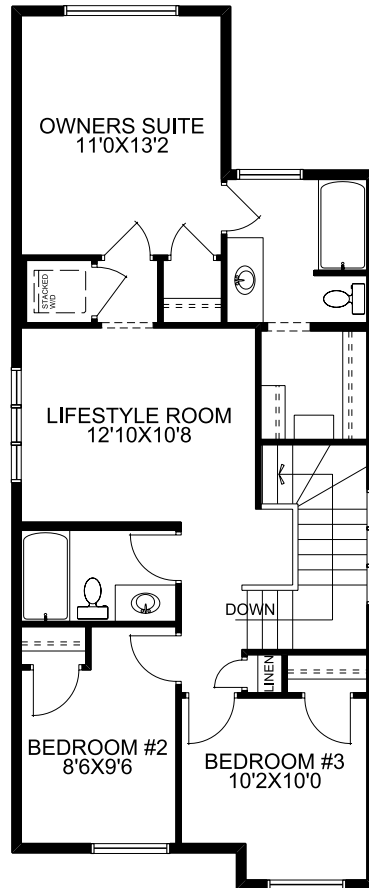 OWNERS SUITE
11'0X13'2
STACKED
W/D
LIFESTYLE ROOM
12'10X10'8
DOWN
LINEN
BEDROOM #2
8'6X9'6
BEDROOM #3
10'2X10'0